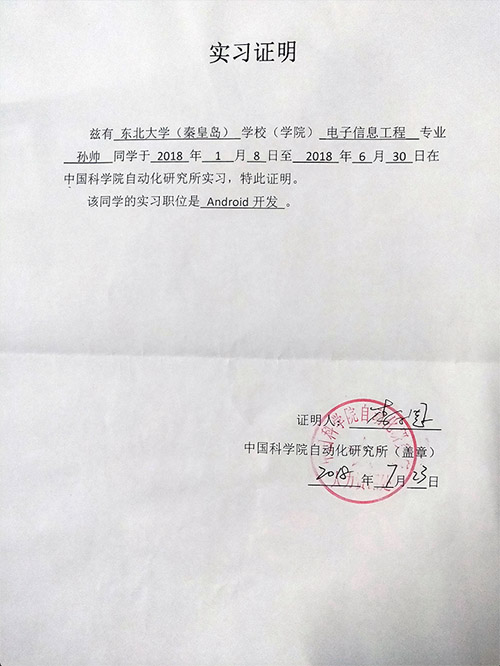 实习证明
兹有 东北大学（秦皇岛） 学校（学院） 电子信息工程 专业
孙帅 同学于 2018 年 1 月 8 日至 2018 年 6 月 30 日在
中国科学院自动化研究所实习，特此证明。
该同学的实习职位是 Android 开发 。
证明人：
中国科学院自动化研究所（盖章）
2018 年 7 月 23 日